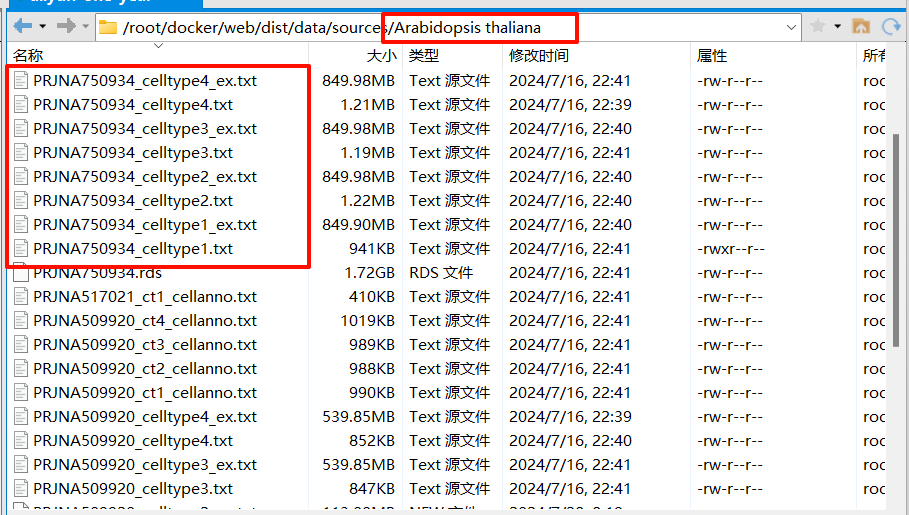 /root/docker/web/dist/data/sources/Arabidopsis thaliana
名称 大小 类型 修改时间 属性 所有
PRJNA750934_celltype4_ex.txt 849.98MB Text 源文件 2024/7/16, 22:41 -rw-r--r-- roo
PRJNA750934_celltype4.txt 1.21MB Text 源文件 2024/7/16, 22:39 -rw-r--r-- roo
PRJNA750934_celltype3_ex.txt 849.98MB Text 源文件 2024/7/16, 22:40 -rw-r--r-- roo
PRJNA750934_celltype3.txt 1.19MB Text 源文件 2024/7/16, 22:41 -rw-r--r-- roo
PRJNA750934_celltype2_ex.txt 849.98MB Text 源文件 2024/7/16, 22:40 -rw-r--r-- roo
PRJNA750934_celltype2.txt 1.22MB Text 源文件 2024/7/16, 22:40 -rw-r--r-- roo
PRJNA750934_celltype1_ex.txt 849.90MB Text 源文件 2024/7/16, 22:40 -rw-r--r-- roo
PRJNA750934_celltype1.txt 941KB Text 源文件 2024/7/16, 22:41 -rwxr--r-- roo
PRJNA750934.rds 1.72GB RDS 文件 2024/7/16, 22:41 -rw-r--r-- roo
PRJNA517021_ct1_cellanno.txt 410KB Text 源文件 2024/7/16, 22:41 -rw-r--r-- roo
PRJNA509920_ct4_cellanno.txt 1019KB Text 源文件 2024/7/16, 22:41 -rw-r--r-- roo
PRJNA509920_ct3_cellanno.txt 989KB Text 源文件 2024/7/16, 22:41 -rw-r--r-- roo
PRJNA509920_ct2_cellanno.txt 988KB Text 源文件 2024/7/16, 22:41 -rw-r--r-- roo
PRJNA509920_ct1_cellanno.txt 990KB Text 源文件 2024/7/16, 22:41 -rw-r--r-- roo
PRJNA509920_celltype4_ex.txt 539.85MB Text 源文件 2024/7/16, 22:39 -rw-r--r-- roo
PRJNA509920_celltype4.txt 852KB Text 源文件 2024/7/16, 22:40 -rw-r--r-- roo
PRJNA509920_celltype3_ex.txt 539.85MB Text 源文件 2024/7/16, 22:41 -rw-r--r-- roo
PRJNA509920_celltype3.txt 847KB Text 源文件 2024/7/16, 22:41 -rw-r--r-- roo